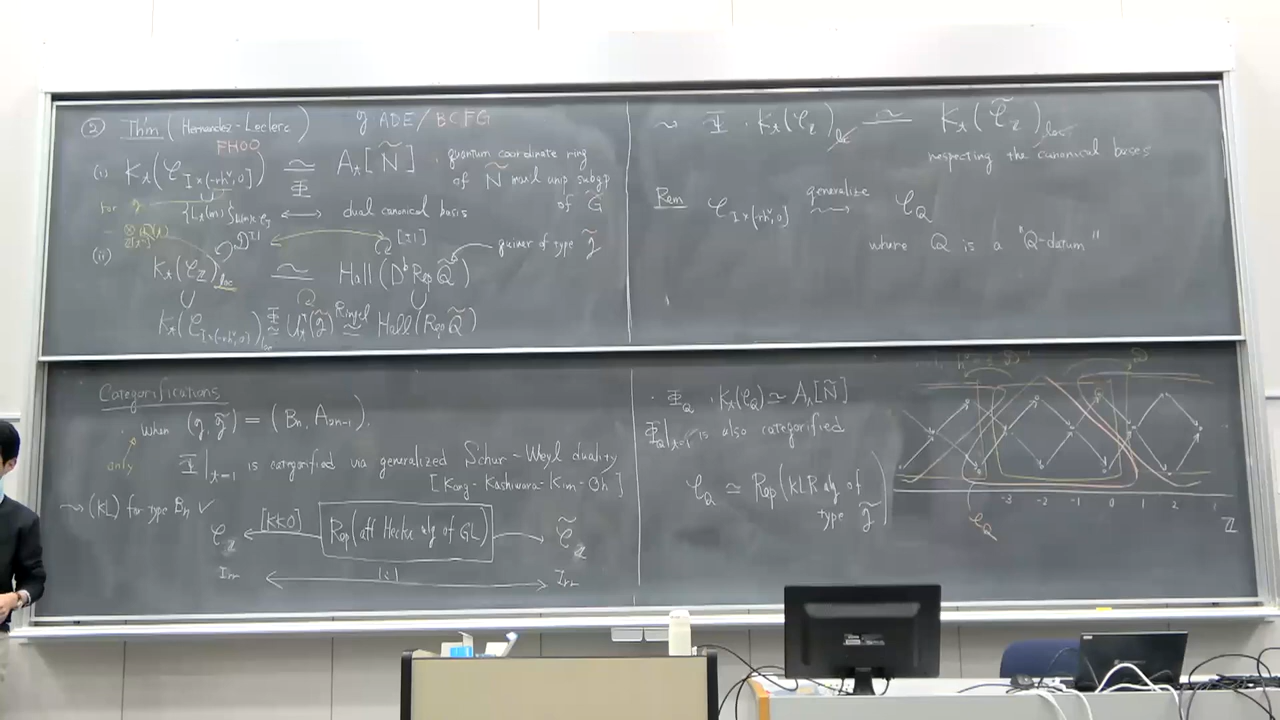 ② Thm (Hernandez-Leclerc) g ADE / BCFG
FHOO
(i) K_t(C_{I×(-rh^∨,0]}) ≃ A_t[Ñ] · quantum coordinate ring
Φ of Ñ max'l unip subgp
of G̃
For g
{L_t(m)} ↔ dual canonical basis
D^{±1} [±1] quiver of type g̃
(ii) K_t(C_Z)_{loc} ≃ Hall(D^b Rep Q̃)
∪ ∪
K_t(C_{I×(-rh^∨,0]})_{loc} ≃ U_t^+(g̃) ≃ Hall(Rep Q̃)
Φ Ringel
⇝ Φ : K_t(C_Z) ≃ K_t(C̃_Z)
respecting the canonical bases
Rem C_{I×(-rh^∨,0]} generalize ⇝ C_Q
where Q is a "Q-datum"
Categorifications
· When (g, g̃) = (B_n, A_{2n-1}),
only
Φ|_{t=1} is categorified via generalized Schur-Weyl duality
[Kang-Kashiwara-Kim-Oh]
⇝ (KL) for type B_n ✓
C_Z ← [KKO] Rep(aff Hecke alg of GL) → C̃_Z
Irr ← 1:1 → Irr
· Φ_Q : K_t(C_Q) ≃ A_t[Ñ]
Φ_Q|_{t=1} is also categorified
C_Q ≃ Rep(KLR alg of
type g̃)
-3 -2 -1 0 1 2
Z
C_Q